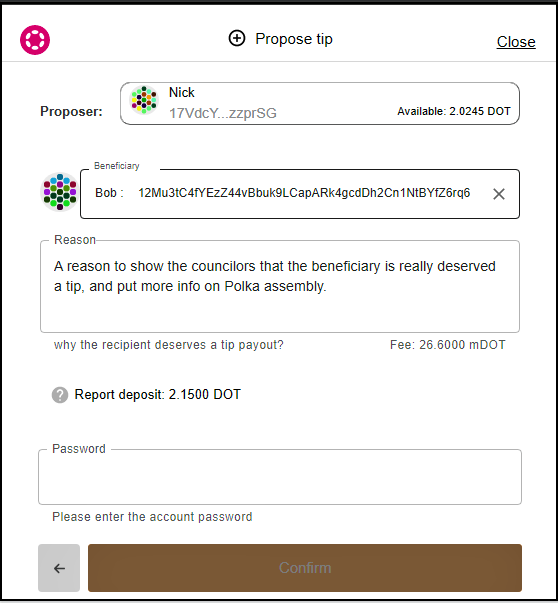 Propose tip
Close
Proposer:
Nick
17VdcY...zzprSG
Available: 2.0245 DOT
Beneficiary
Bob : 12Mu3tC4fYEzZ44vBbuk9LCapARk4gcdDh2Cn1NtBYfZ6rq6
Reason
A reason to show the councilors that the beneficiary is really deserved
a tip, and put more info on Polka assembly.
why the recipient deserves a tip payout?
Fee: 26.6000 mDOT
? Report deposit: 2.1500 DOT
Password
Please enter the account password
Confirm